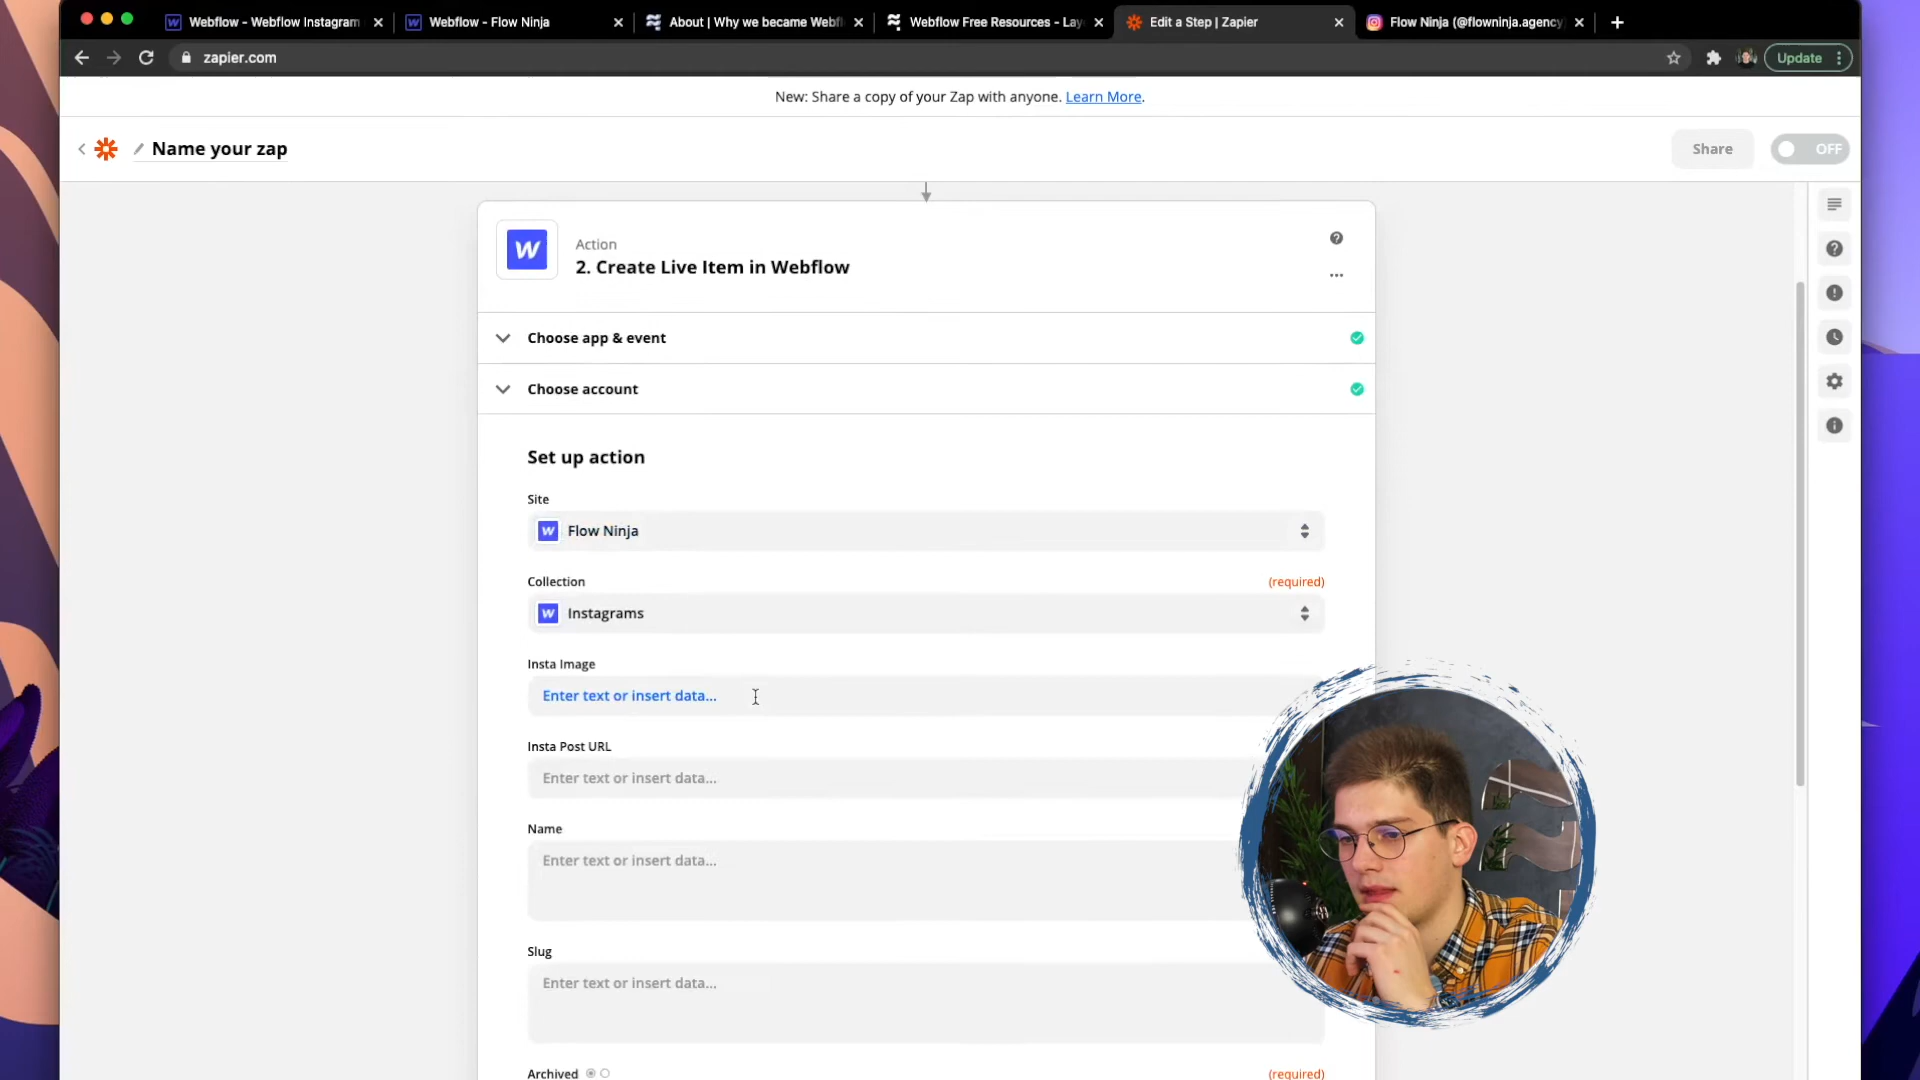 Webflow - Webflow Instagram
Webflow - Flow Ninja
About | Why we became Webfl
Webflow Free Resources - Lay
Edit a Step | Zapier
Flow Ninja (@flowninja.agency)
zapier.com
Update
New: Share a copy of your Zap with anyone. Learn More.
Name your zap
Share
OFF
Action
2. Create Live Item in Webflow
Choose app & event
Choose account
Set up action
Site
Flow Ninja
Collection
(required)
Instagrams
Insta Image
Enter text or insert data...
Insta Post URL
Enter text or insert data...
Name
Enter text or insert data...
Slug
Enter text or insert data...
Archived
(required)